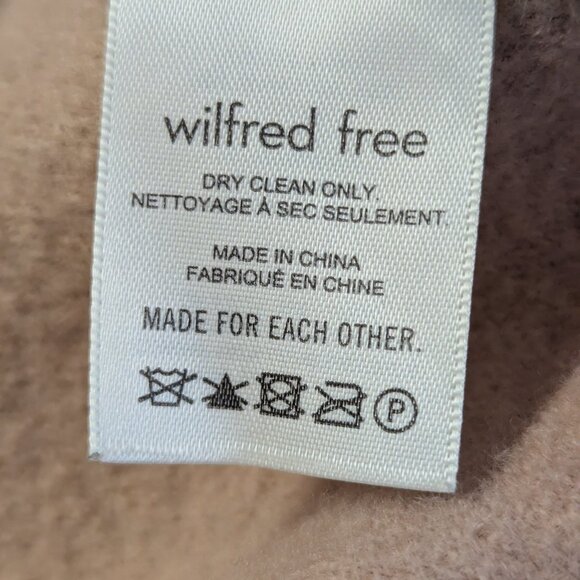 wilfred free
DRY CLEAN ONLY.
NETTOYAGE À SEC SEULEMENT.
MADE IN CHINA
FABRIQUÉ EN CHINE
MADE FOR EACH OTHER.
P